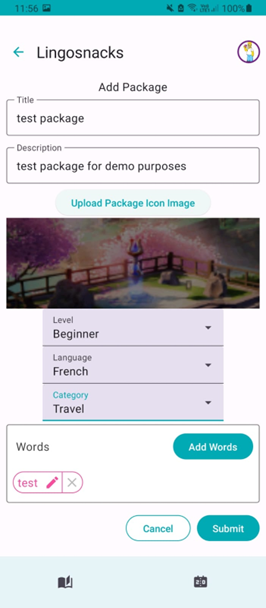 11:56 100%
Lingosnacks
Add Package
Title
test package
Description
test package for demo purposes
Upload Package Icon Image
Level
Beginner
Language
French
Category
Travel
Words
Add Words
test
Cancel
Submit